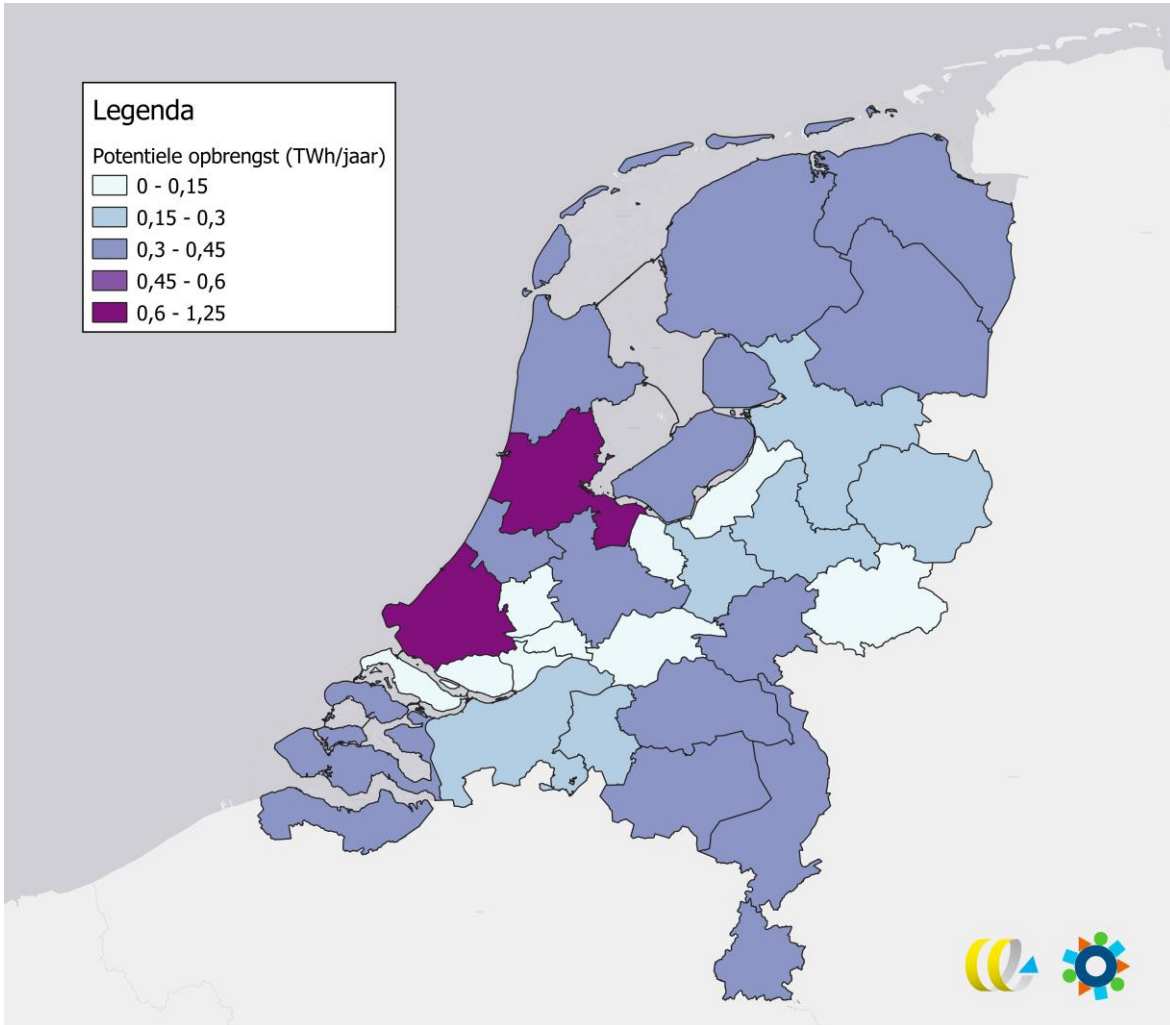 Legenda
Potentiele opbrengst (TWh/jaar)
0 - 0,15
0,15 - 0,3
0,3 - 0,45
0,45 - 0,6
0,6 - 1,25